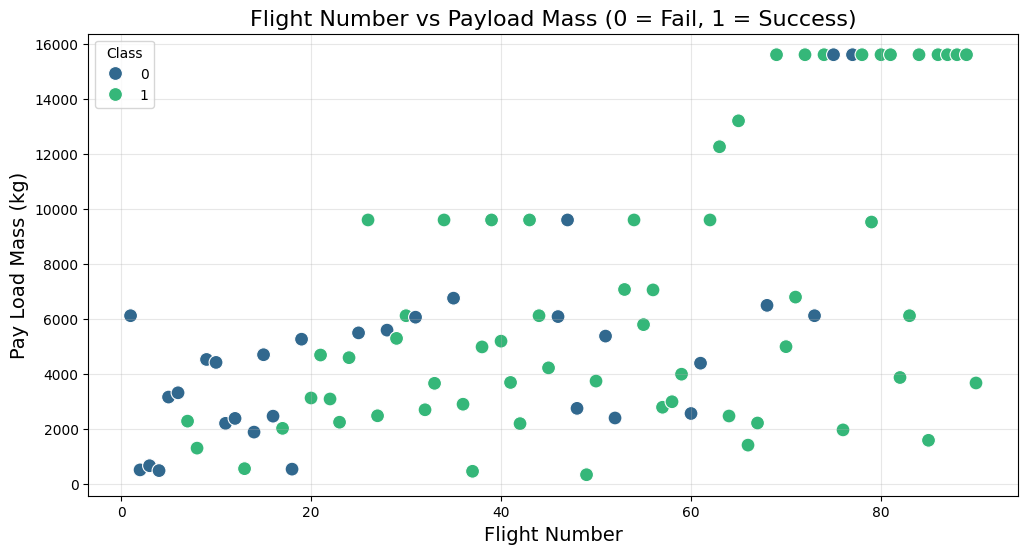 Flight Number vs Payload Mass (0 = Fail, 1 = Success)
Class
0
1
Pay Load Mass (kg)
16000
14000
12000
10000
8000
6000
4000
2000
0
0 20 40 60 80
Flight Number